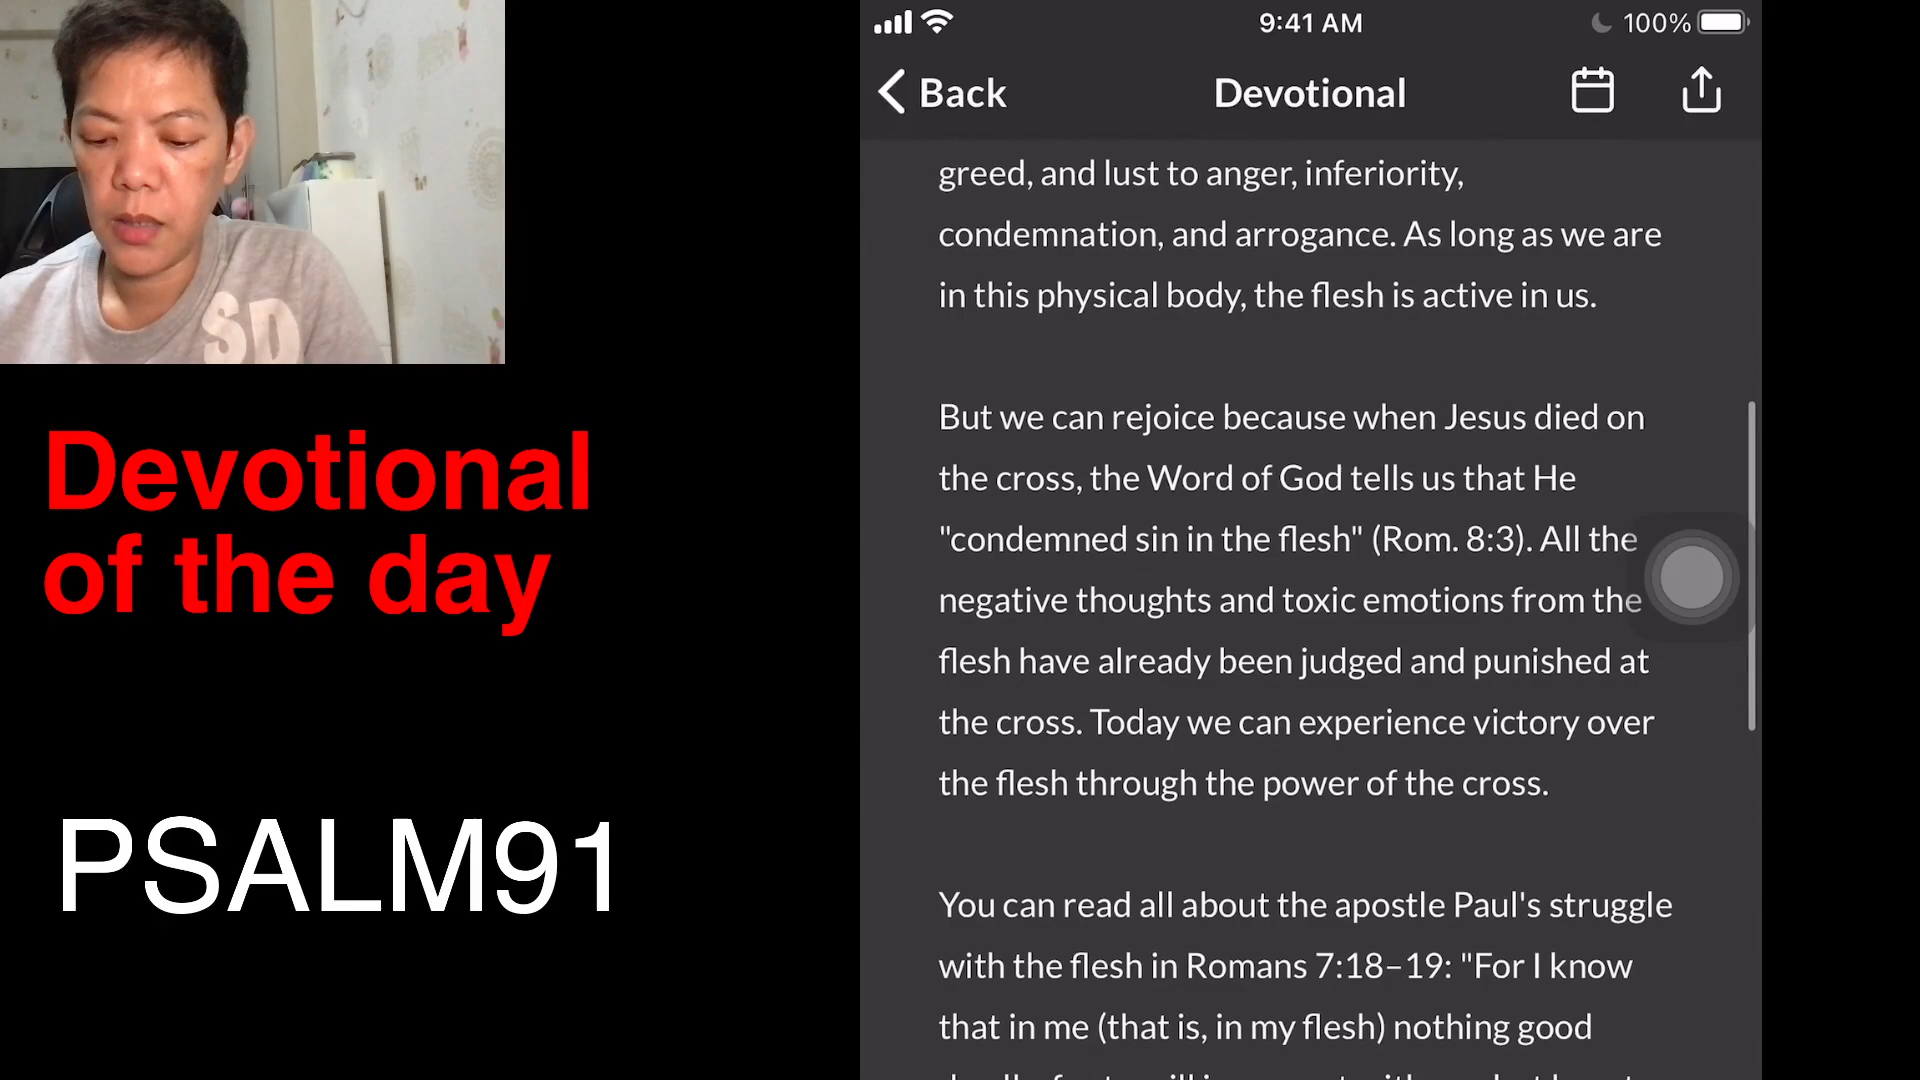 SD
Devotional
of the day
PSALM91
9:41 AM
100%
Back
Devotional
greed, and lust to anger, inferiority,
condemnation, and arrogance. As long as we are
in this physical body, the flesh is active in us.
But we can rejoice because when Jesus died on
the cross, the Word of God tells us that He
"condemned sin in the flesh" (Rom. 8:3). All the
negative thoughts and toxic emotions from the
flesh have already been judged and punished at
the cross. Today we can experience victory over
the flesh through the power of the cross.
You can read all about the apostle Paul's struggle
with the flesh in Romans 7:18–19: "For I know
that in me (that is, in my flesh) nothing good